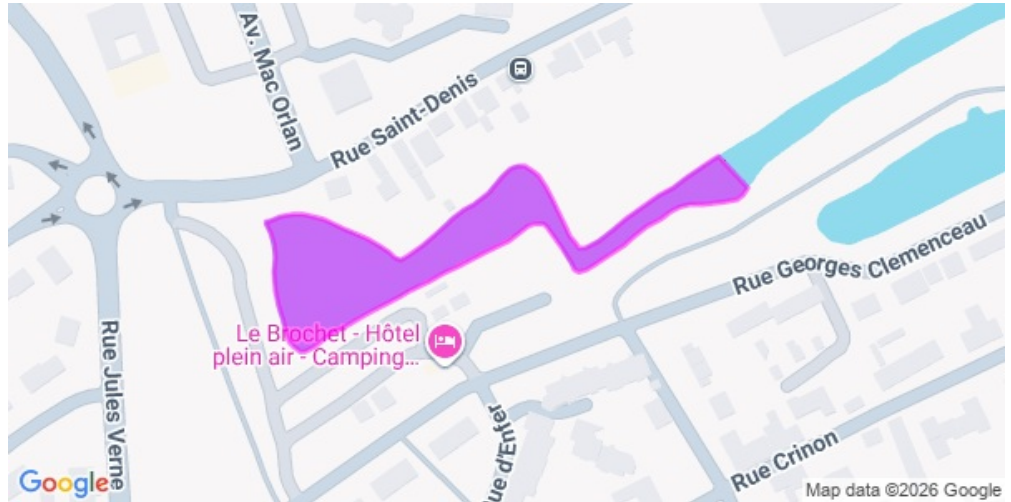 Av. Mac Orlan
Rue Saint-Denis
Rue Georges Clemenceau
Le Brochet - Hôtel
plein air - Camping...
Rue Jules Verne
ue d'Enfer
Rue Crinon
Google
Map data ©2026 Google